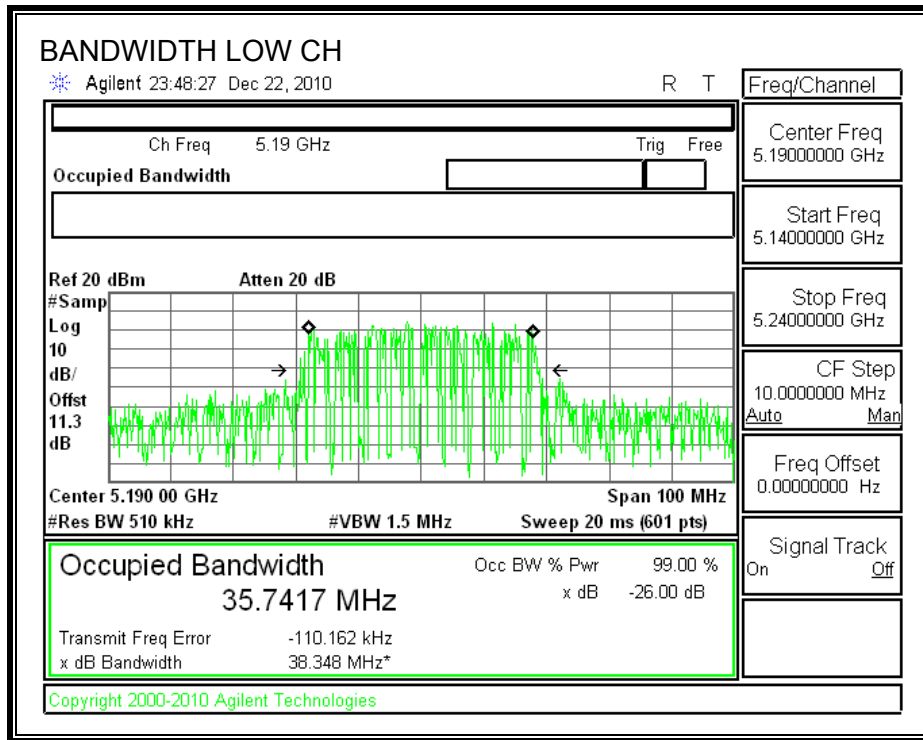 BANDWIDTH LOW CH
Agilent 23:48:27 Dec 22, 2010 R T
Ch Freq 5.19 GHz Trig Free
Occupied Bandwidth
Ref 20 dBm Atten 20 dB
#Samp
Log
10
dB/
Offst
11.3
dB
Center 5.190 00 GHz Span 100 MHz
#Res BW 510 kHz #VBW 1.5 MHz Sweep 20 ms (601 pts)
Occupied Bandwidth Occ BW % Pwr 99.00 %
35.7417 MHz x dB -26.00 dB
Transmit Freq Error -110.162 kHz
x dB Bandwidth 38.348 MHz*
Copyright 2000-2010 Agilent Technologies
Freq/Channel
Center Freq
5.19000000 GHz
Start Freq
5.14000000 GHz
Stop Freq
5.24000000 GHz
CF Step
10.0000000 MHz
Auto Man
Freq Offset
0.00000000 Hz
Signal Track
On Off